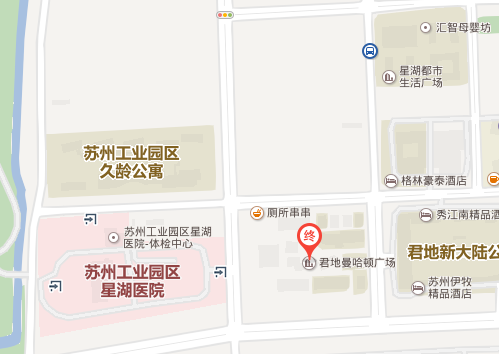 汇智母婴坊
星湖都市
生活广场
苏州工业园区
久龄公寓
格林豪泰酒店
厕所串串
秀江南精品酒
苏州工业园区星湖
医院-体检中心
终
君地新大陆公
君地曼哈顿广场
苏州工业园区
星湖医院
苏州伊牧
精品酒店